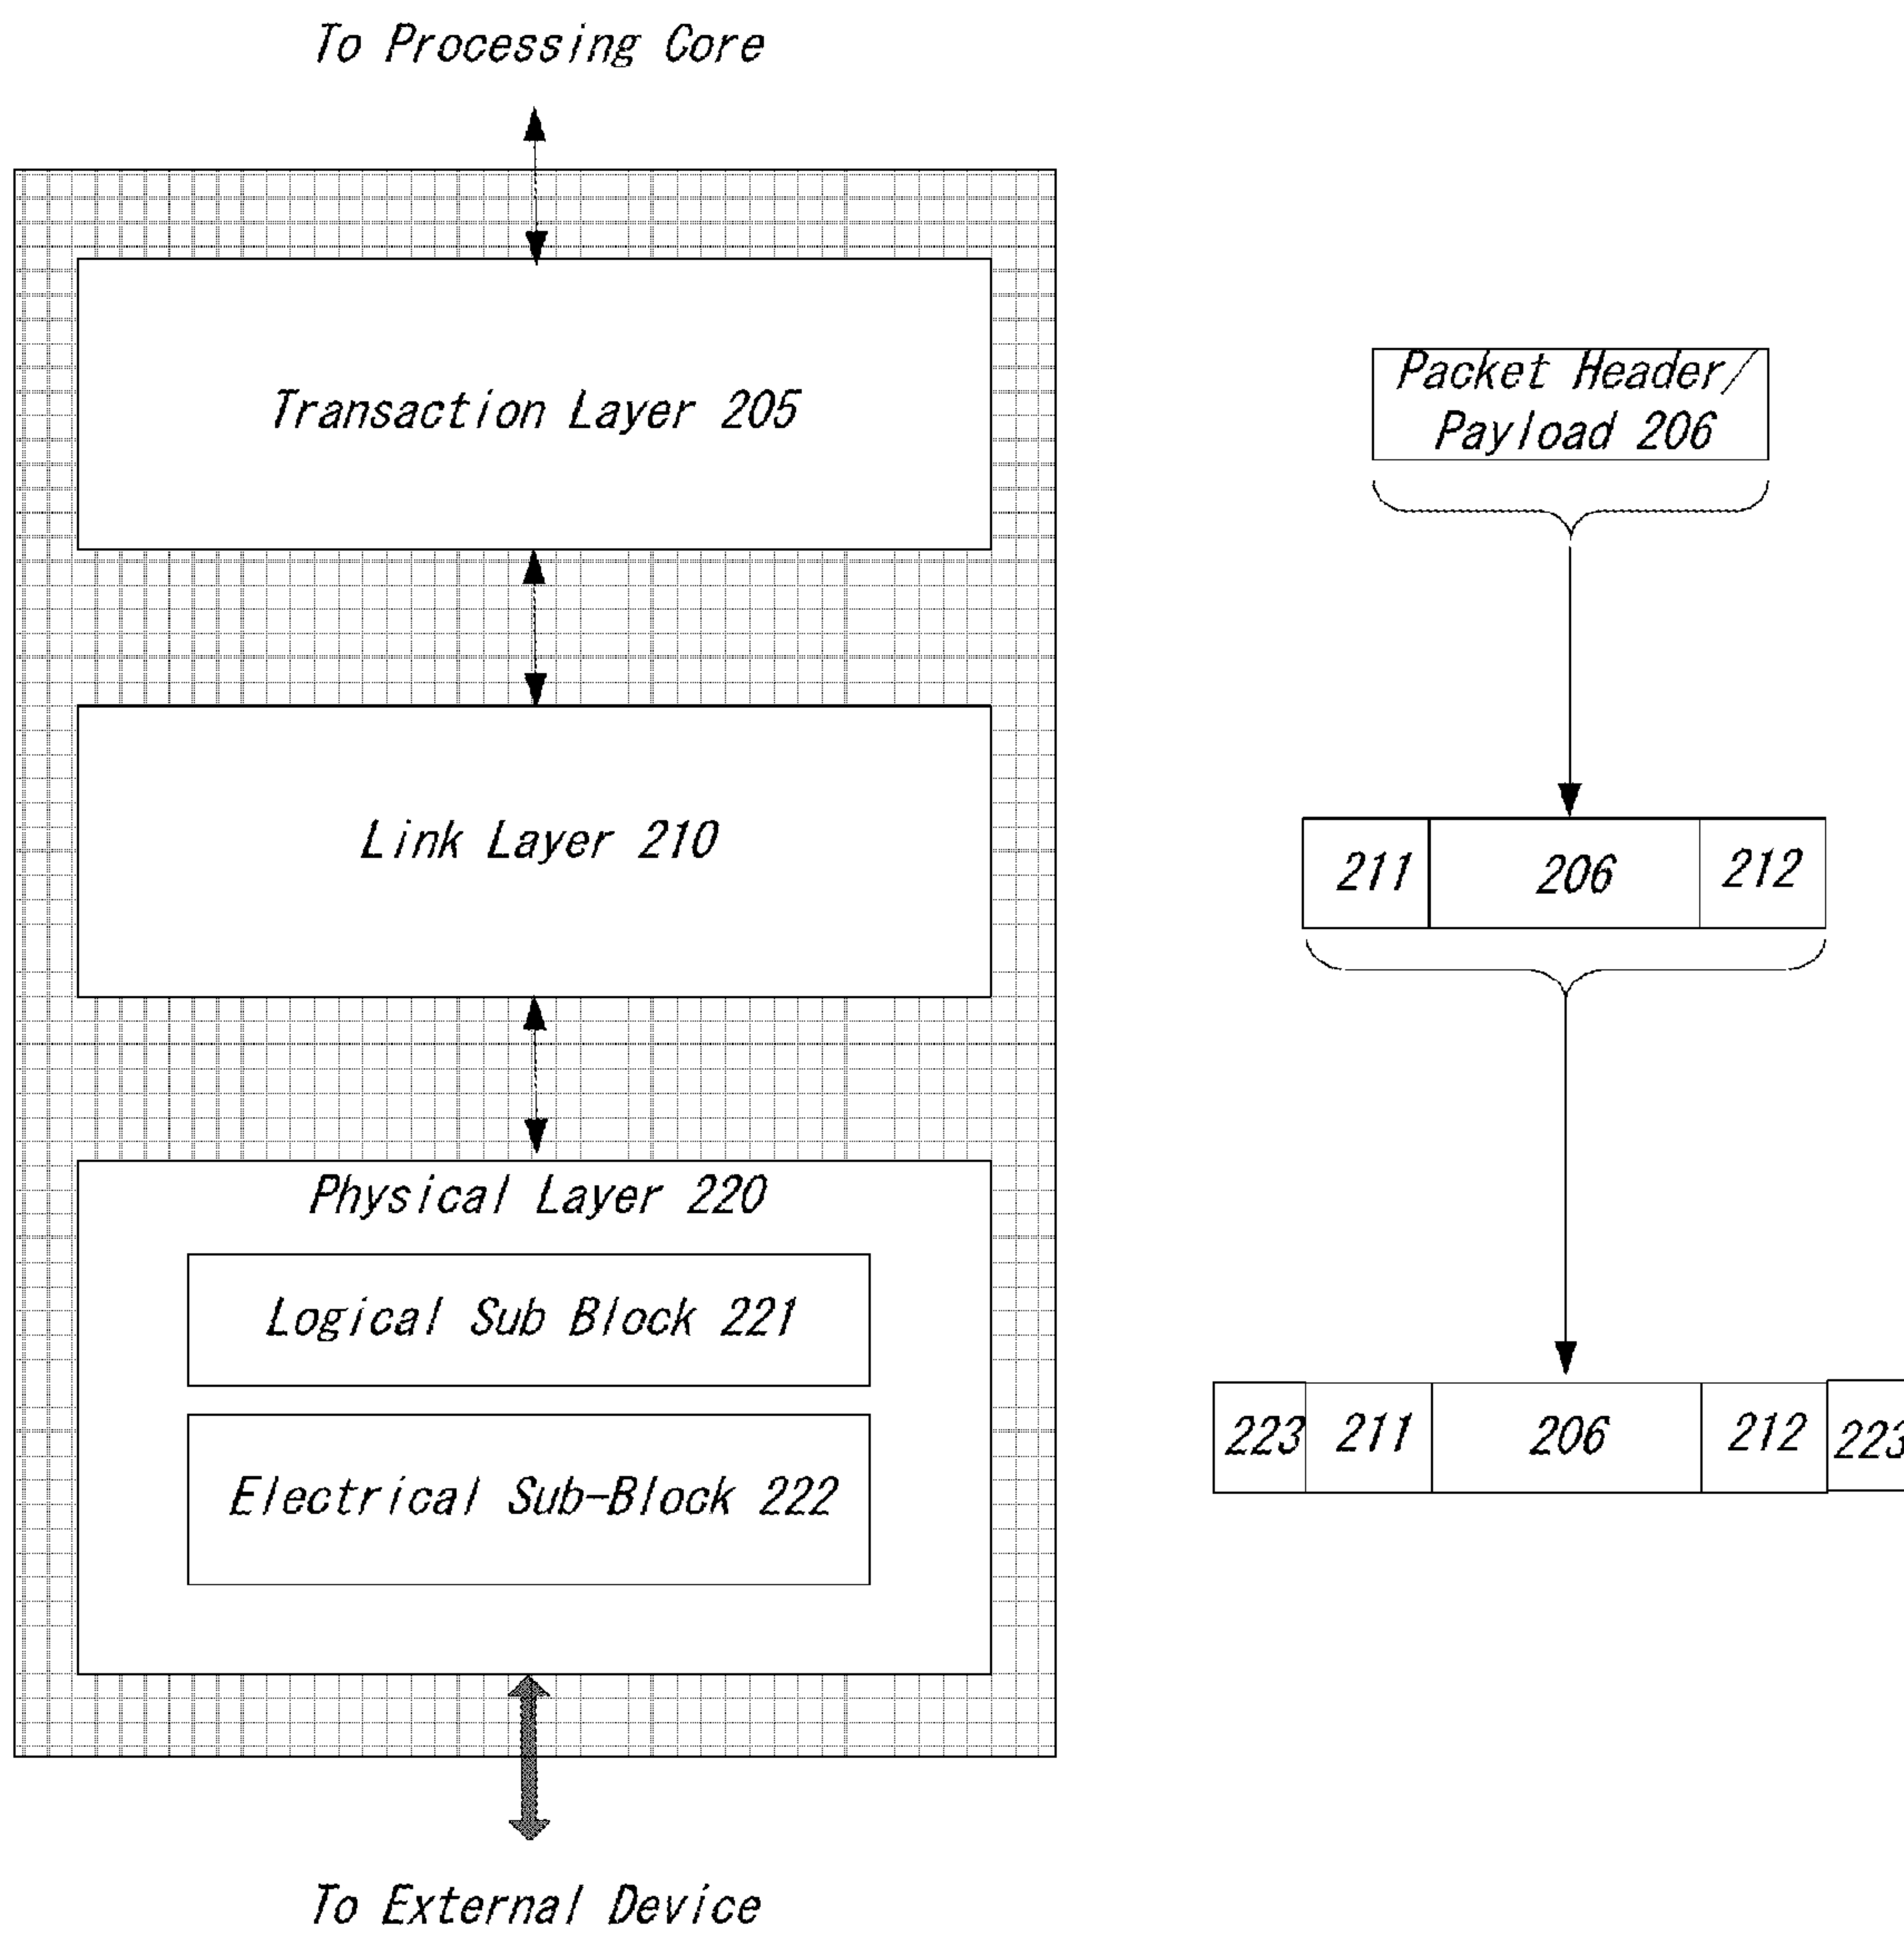 To Processing Core
Transaction Layer 205
Packet Header/
Payload 206
Link Layer 210
211 206 212
Physical Layer 220
Logical Sub Block 221
Electrical Sub-Block 222
223 211 206 212 223
To External Device